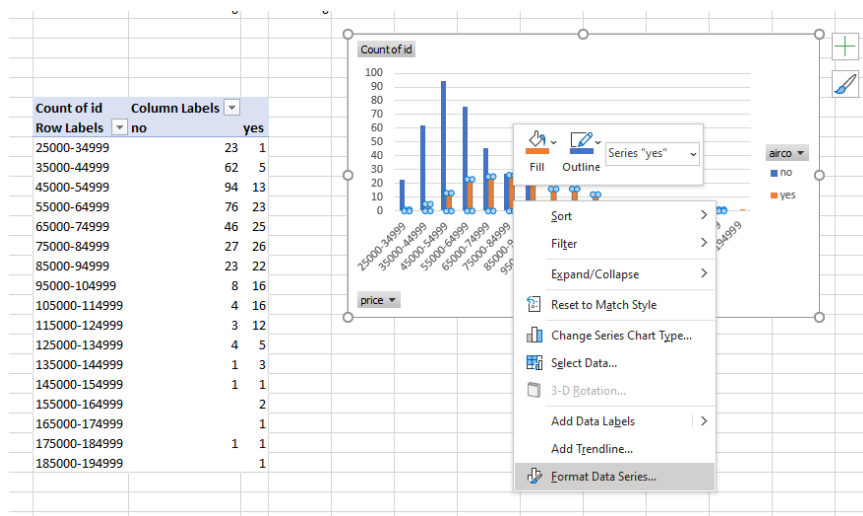 Count of id Column Labels
Row Labels no yes
25000-34999 23 1
35000-44999 62 5
45000-54999 94 13
55000-64999 76 23
65000-74999 46 25
75000-84999 27 26
85000-94999 23 22
95000-104999 8 16
105000-114999 4 16
115000-124999 3 12
125000-134999 4 5
135000-144999 1 3
145000-154999 1 1
155000-164999 2
165000-174999 1
175000-184999 1 1
185000-194999 1
Count of id
100
90
80
70
60
50
40
30
20
10
0
25000-34999
35000-44999
45000-54999
55000-64999
65000-74999
75000-84999
price
airco
no
yes
Fill
Outline
Series "yes"
Sort
Filter
Expand/Collapse
Reset to Match Style
Change Series Chart Type...
Select Data...
3-D Rotation...
Add Data Labels
Add Trendline...
Format Data Series...